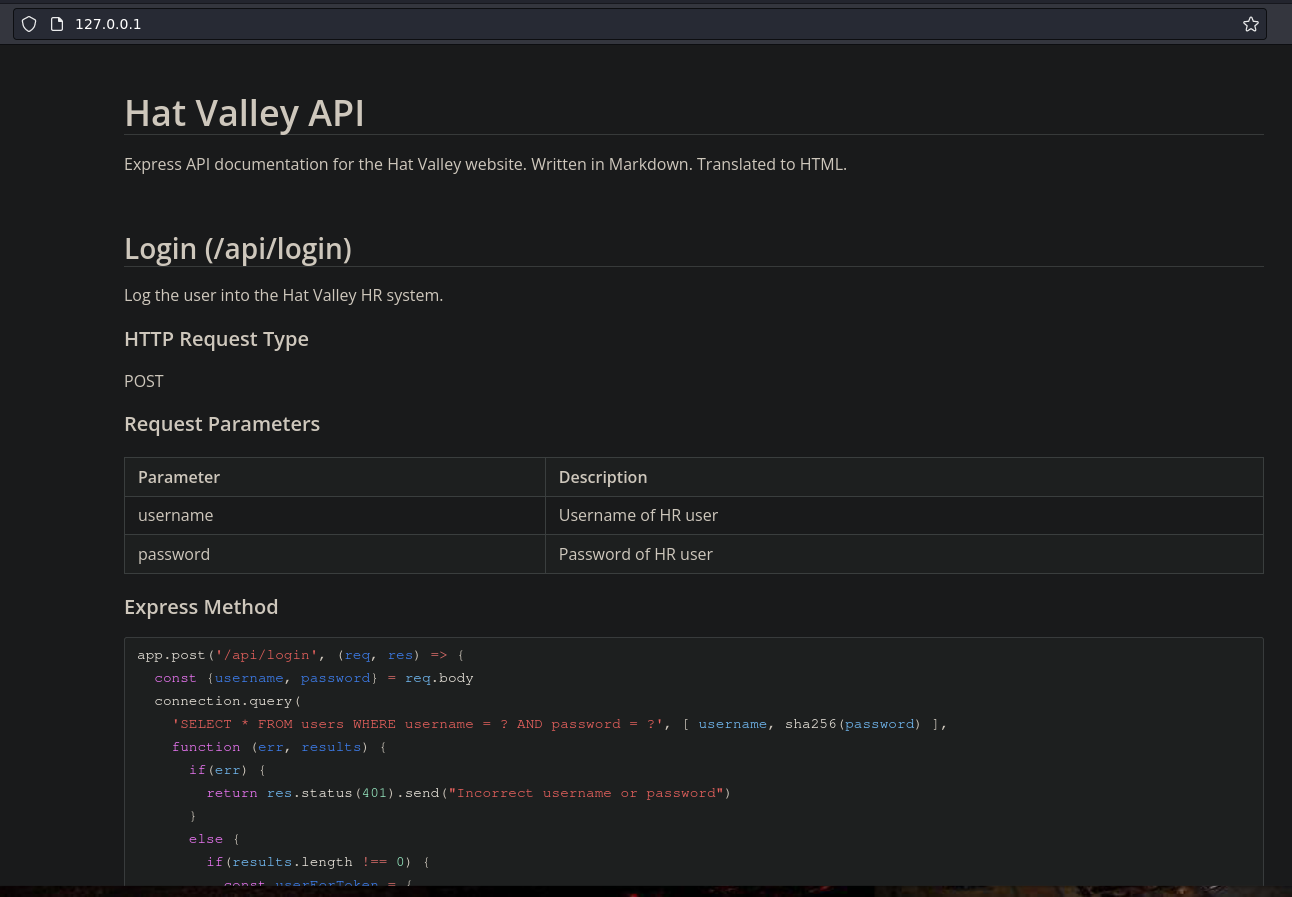 127.0.0.1
Hat Valley API
Express API documentation for the Hat Valley website. Written in Markdown. Translated to HTML.
Login (/api/login)
Log the user into the Hat Valley HR system.
HTTP Request Type
POST
Request Parameters
Parameter Description
username Username of HR user
password Password of HR user
Express Method
app.post('/api/login', (req, res) => {
  const {username, password} = req.body
  connection.query(
    'SELECT * FROM users WHERE username = ? AND password = ?', [ username, sha256(password) ],
    function (err, results) {
      if(err) {
        return res.status(401).send("Incorrect username or password")
      }
      else {
        if(results.length !== 0) {
          const userForToken = {